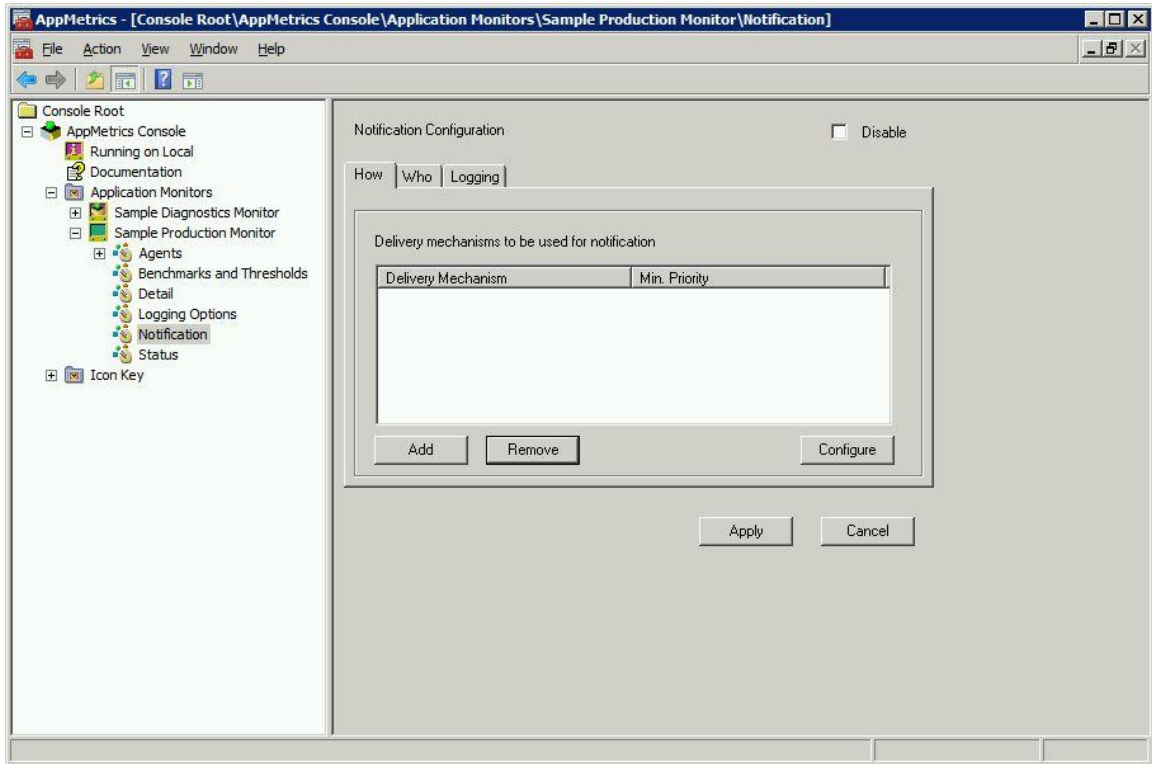 AppMetrics - [Console Root\AppMetrics Console\Application Monitors\Sample Production Monitor\Notification]
File Action View Window Help
Console Root
AppMetrics Console
Running on Local
Documentation
Application Monitors
Sample Diagnostics Monitor
Sample Production Monitor
Agents
Benchmarks and Thresholds
Detail
Logging Options
Notification
Status
Icon Key
Notification Configuration Disable
How Who Logging
Delivery mechanisms to be used for notification
Delivery Mechanism Min. Priority
Add Remove Configure
Apply Cancel